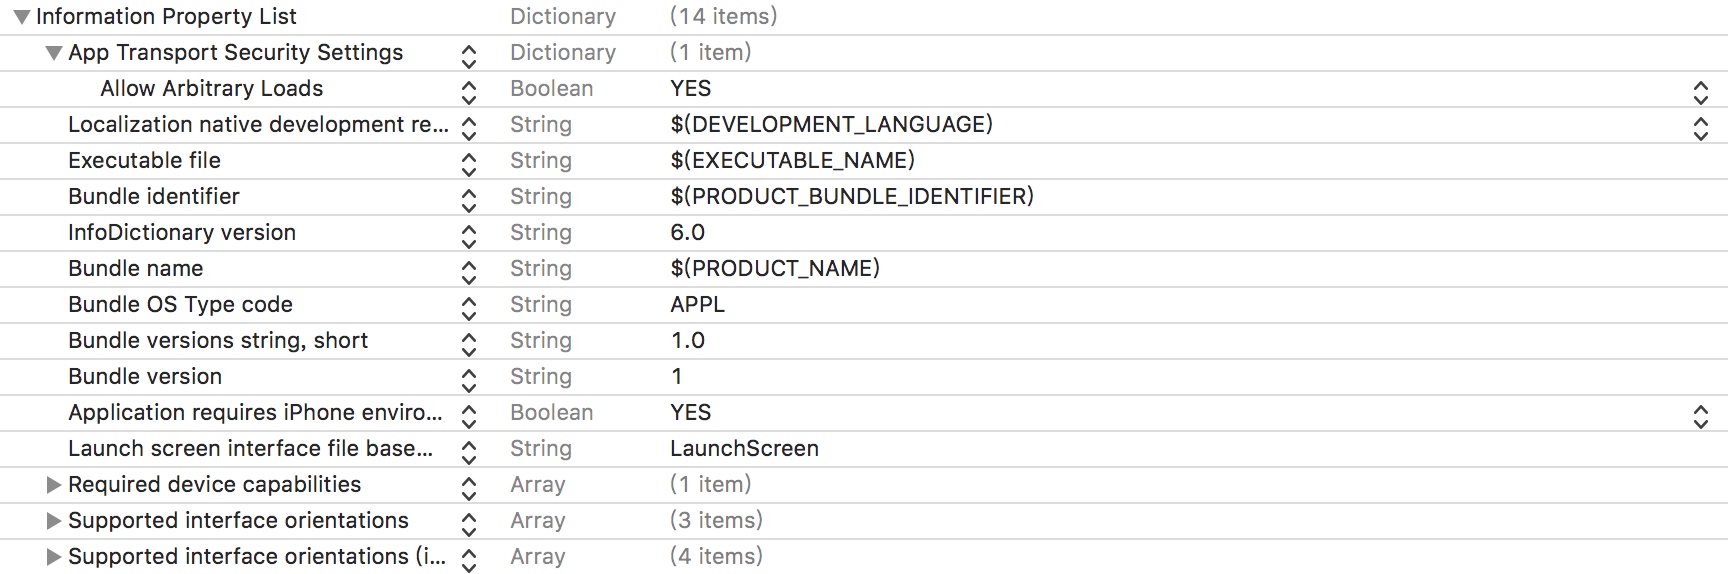 Information Property List Dictionary (14 items)
App Transport Security Settings Dictionary (1 item)
Allow Arbitrary Loads Boolean YES
Localization native development re... String $(DEVELOPMENT_LANGUAGE)
Executable file String $(EXECUTABLE_NAME)
Bundle identifier String $(PRODUCT_BUNDLE_IDENTIFIER)
InfoDictionary version String 6.0
Bundle name String $(PRODUCT_NAME)
Bundle OS Type code String APPL
Bundle versions string, short String 1.0
Bundle version String 1
Application requires iPhone enviro... Boolean YES
Launch screen interface file base... String LaunchScreen
Required device capabilities Array (1 item)
Supported interface orientations Array (3 items)
Supported interface orientations (i... Array (4 items)